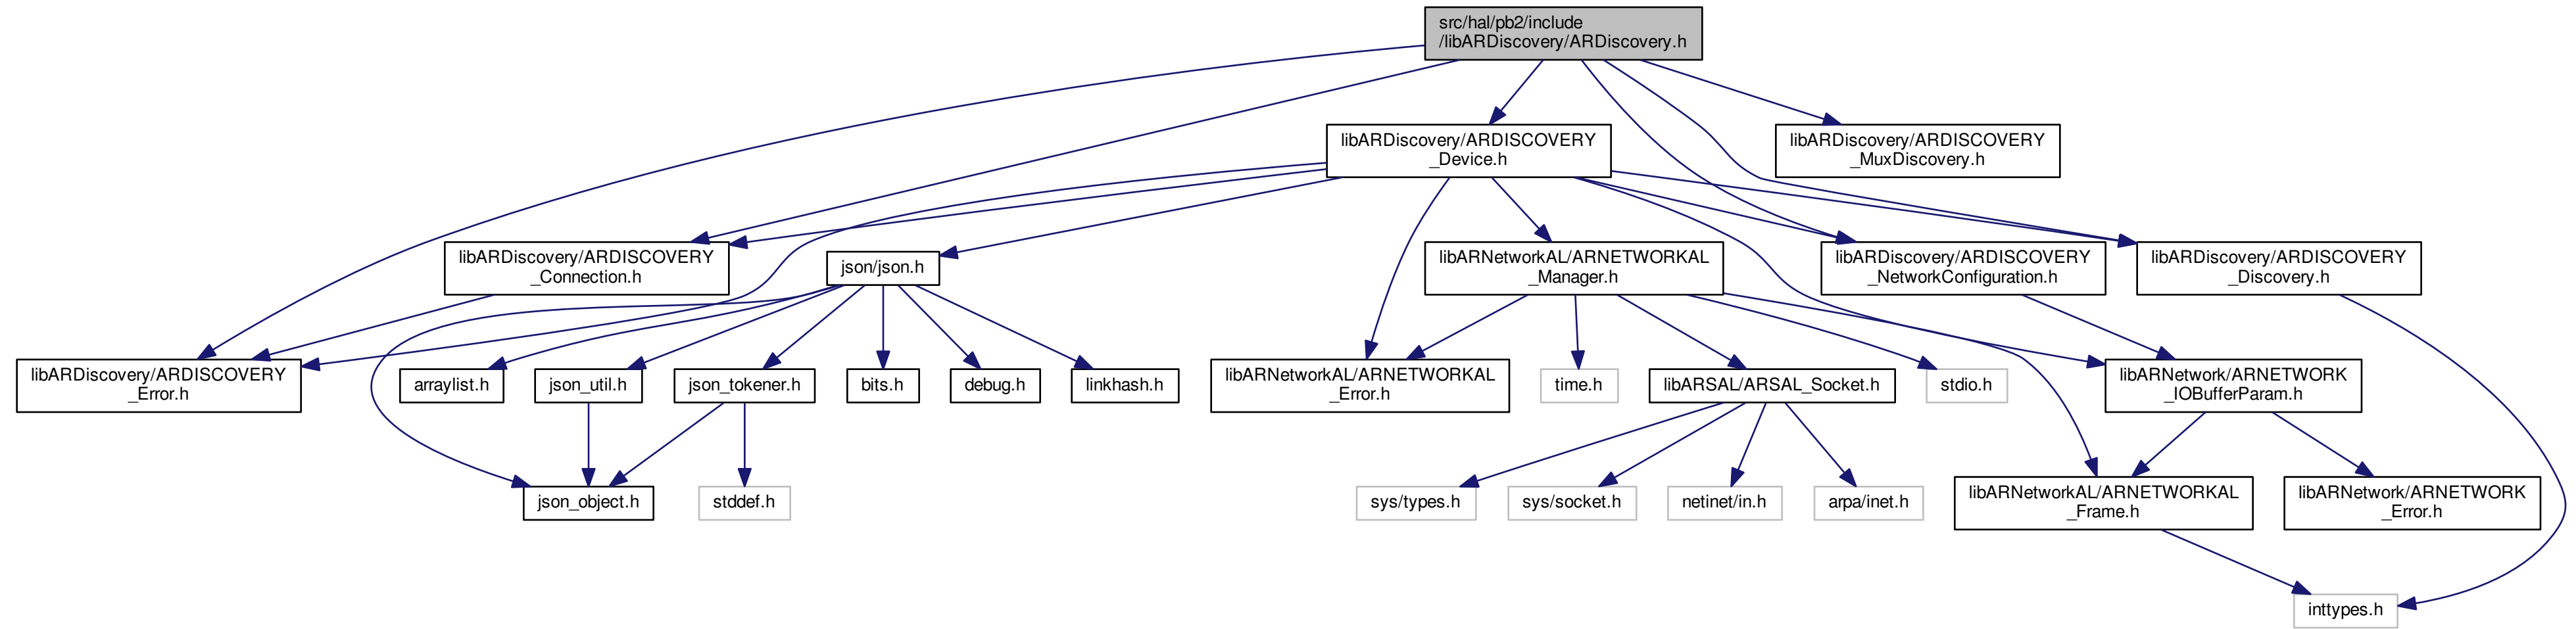 src/hal/pb2/include
/libARDiscovery/ARDiscovery.h
libARDiscovery/ARDISCOVERY
_Device.h
libARDiscovery/ARDISCOVERY
_MuxDiscovery.h
libARDiscovery/ARDISCOVERY
_Connection.h
json/json.h
libARNetworkAL/ARNETWORKAL
_Manager.h
libARDiscovery/ARDISCOVERY
_NetworkConfiguration.h
libARDiscovery/ARDISCOVERY
_Discovery.h
libARDiscovery/ARDISCOVERY
_Error.h
arraylist.h
json_util.h
json_tokener.h
bits.h
debug.h
linkhash.h
libARNetworkAL/ARNETWORKAL
_Error.h
time.h
libARSAL/ARSAL_Socket.h
stdio.h
libARNetwork/ARNETWORK
_IOBufferParam.h
json_object.h
stddef.h
sys/types.h
sys/socket.h
netinet/in.h
arpa/inet.h
libARNetworkAL/ARNETWORKAL
_Frame.h
libARNetwork/ARNETWORK
_Error.h
inttypes.h